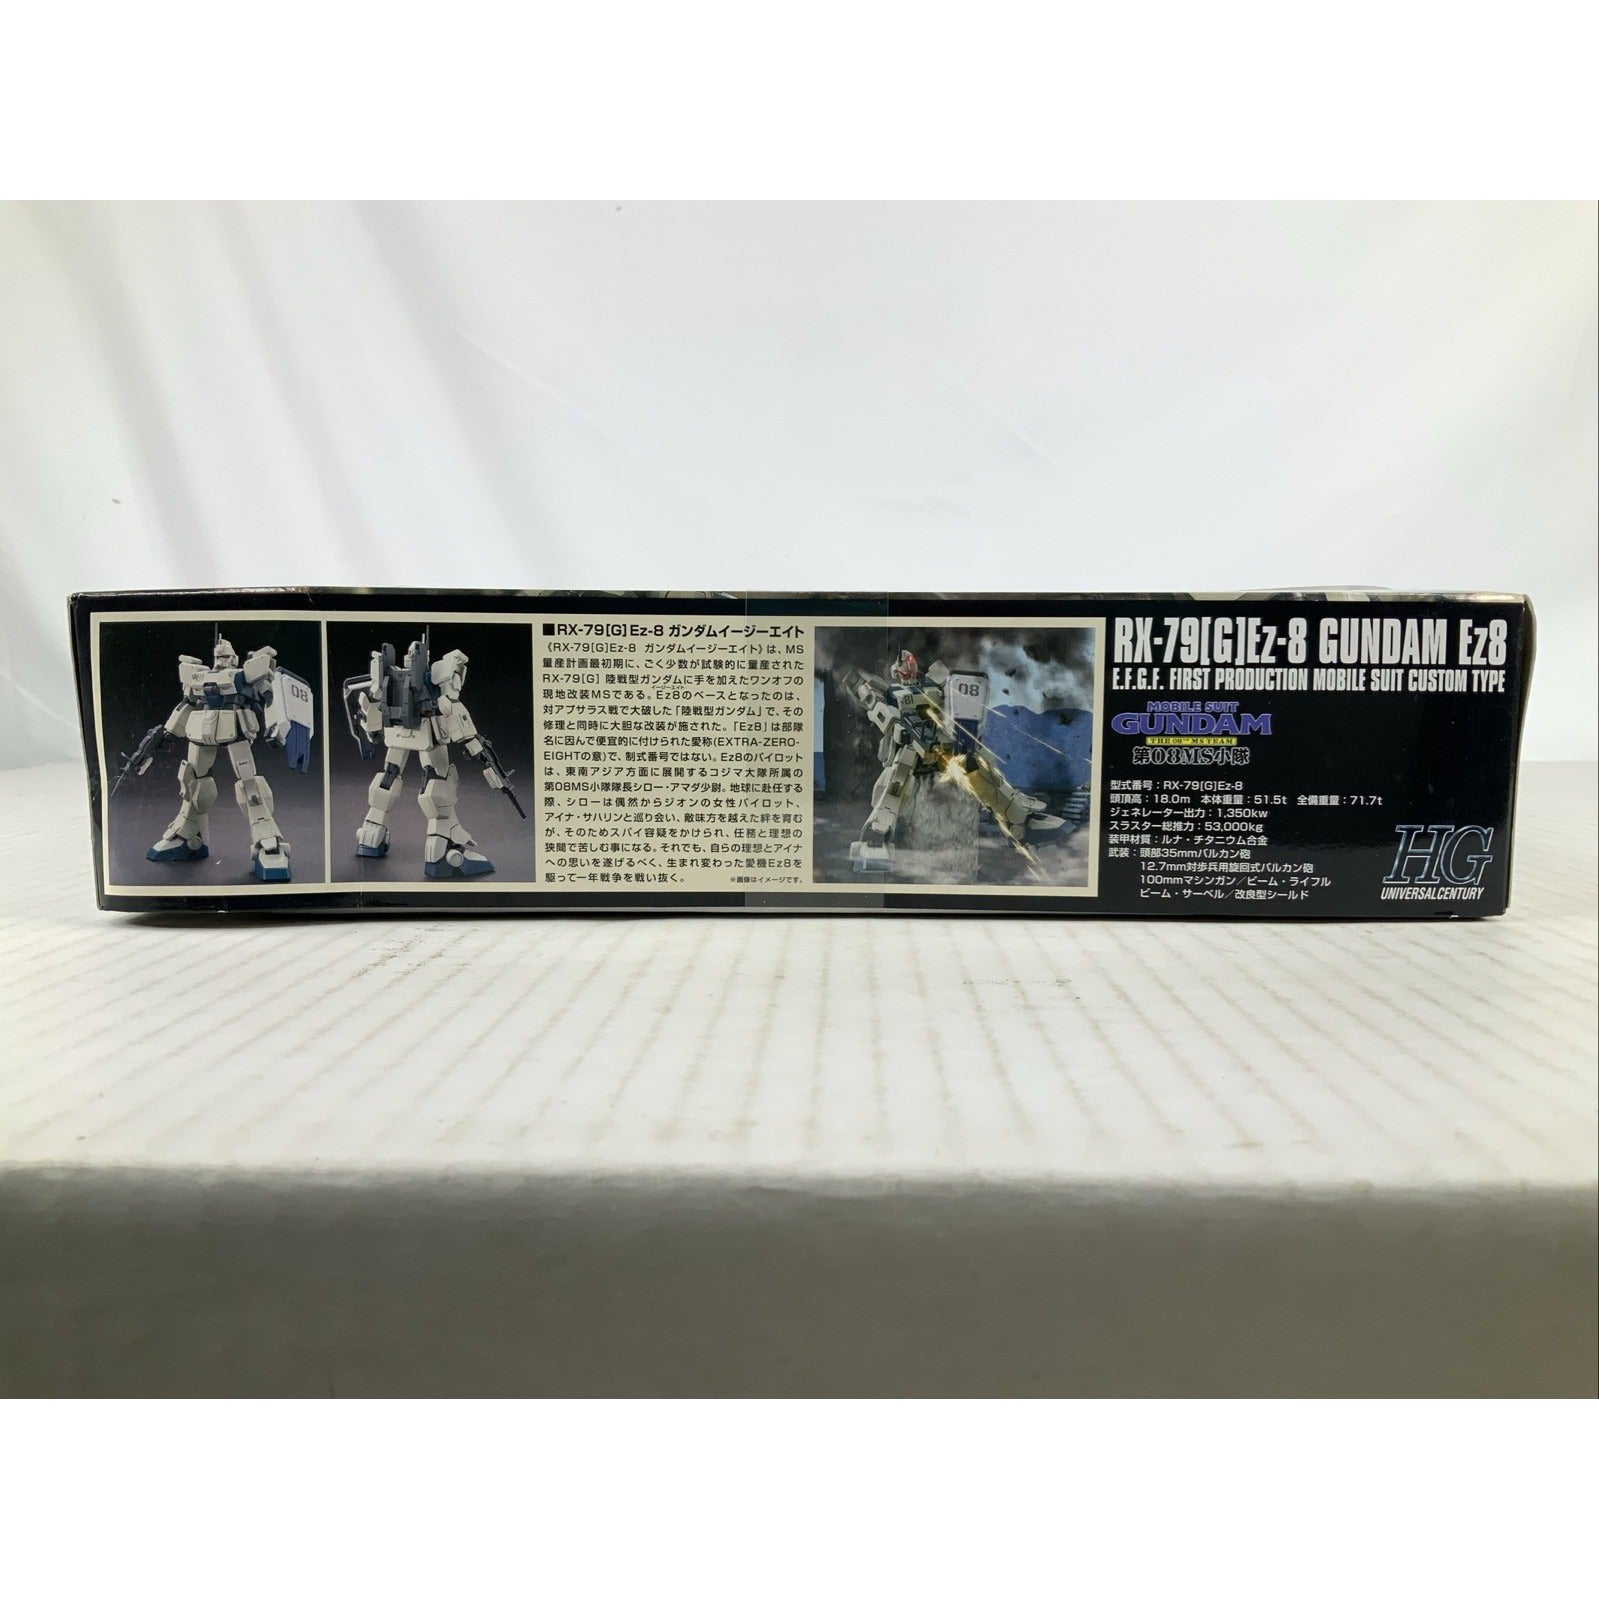 ■RX-79[G]Ez-8 ガンダムイージーエイト
《RX-79[G]Ez-8 ガンダムイージーエイト》は、MS
量産計画最初期に、ごく少数が試験的に量産された
RX-79[G] 陸戦型ガンダムに手を加えたワンオフの
現地改装MSである。Ez8のベースとなったのは、
イージーエイト
対アプサラス戦で大破した「陸戦型ガンダム」で、その
修理と同時に大胆な改装が施された。「Ez8」は部隊
名に因んで便宜的に付けられた愛称(EXTRA-ZERO-
EIGHTの意)で、制式番号ではない。Ez8のパイロット
は、東南アジア方面に展開するコジマ大隊所属の
第08MS小隊隊長シロー・アマダ少尉。地球に赴任する
際、シローは偶然からジオンの女性パイロット、
アイナ・サハリンと巡り会い、敵味方を越えた絆を育む
が、そのためスパイ容疑をかけられ、任務と理想の
狭間で苦しむ事になる。それでも、自らの理想とアイナ
への思いを遂げるべく、生まれ変わった愛機Ez8を
駆って一年戦争を戦い抜く。
※画像はイメージです。
08
08
RX-79[G]Ez-8 GUNDAM Ez8
E.F.G.F. FIRST PRODUCTION MOBILE SUIT CUSTOM TYPE
MOBILE SUIT
GUNDAM
THE 08TH MS TEAM
第08MS小隊
型式番号：RX-79[G]Ez-8
頭頂高：18.0m 本体重量：51.5t 全備重量：71.7t
ジェネレーター出力：1,350kw
スラスター総推力：53,000kg
装甲材質：ルナ・チタニウム合金
武装：頭部35mmバルカン砲
12.7mm対歩兵用旋回式バルカン砲
100mmマシンガン／ビーム・ライフル
ビーム・サーベル／改良型シールド
HG
UNIVERSAL CENTURY